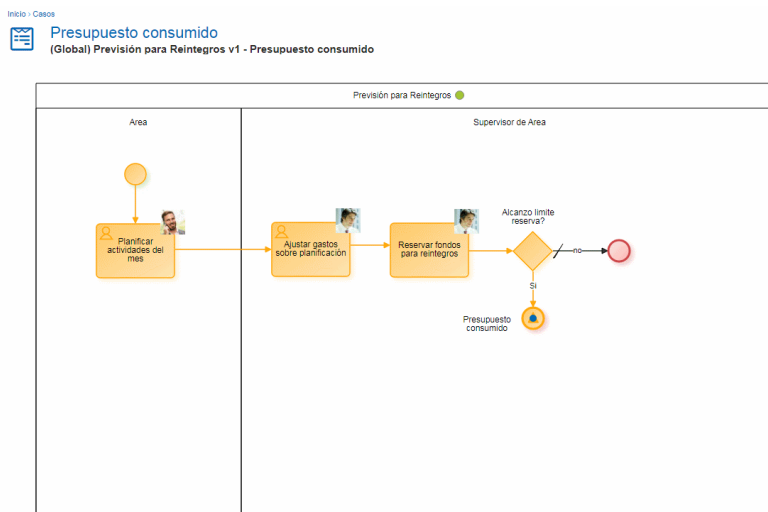 Inicio › Casos
Presupuesto consumido
(Global) Previsión para Reintegros v1 - Presupuesto consumido
Previsión para Reintegros
Area
Supervisor de Area
Planificar
actividades del
mes
Ajustar gastos
sobre planificación
Reservar fondos
para reintegros
Alcanzo limite
reserva?
no
Si
Presupuesto
consumido